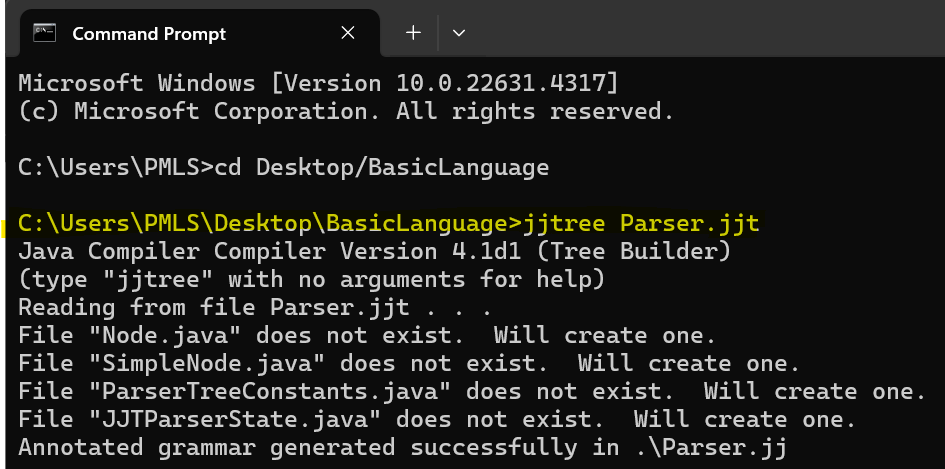 Command Prompt
Microsoft Windows [Version 10.0.22631.4317]
(c) Microsoft Corporation. All rights reserved.
C:\Users\PMLS>cd Desktop/BasicLanguage
C:\Users\PMLS\Desktop\BasicLanguage>jjtree Parser.jjt
Java Compiler Compiler Version 4.1d1 (Tree Builder)
(type "jjtree" with no arguments for help)
Reading from file Parser.jjt . . .
File "Node.java" does not exist.  Will create one.
File "SimpleNode.java" does not exist.  Will create one.
File "ParserTreeConstants.java" does not exist.  Will create one.
File "JJTParserState.java" does not exist.  Will create one.
Annotated grammar generated successfully in .\Parser.jj